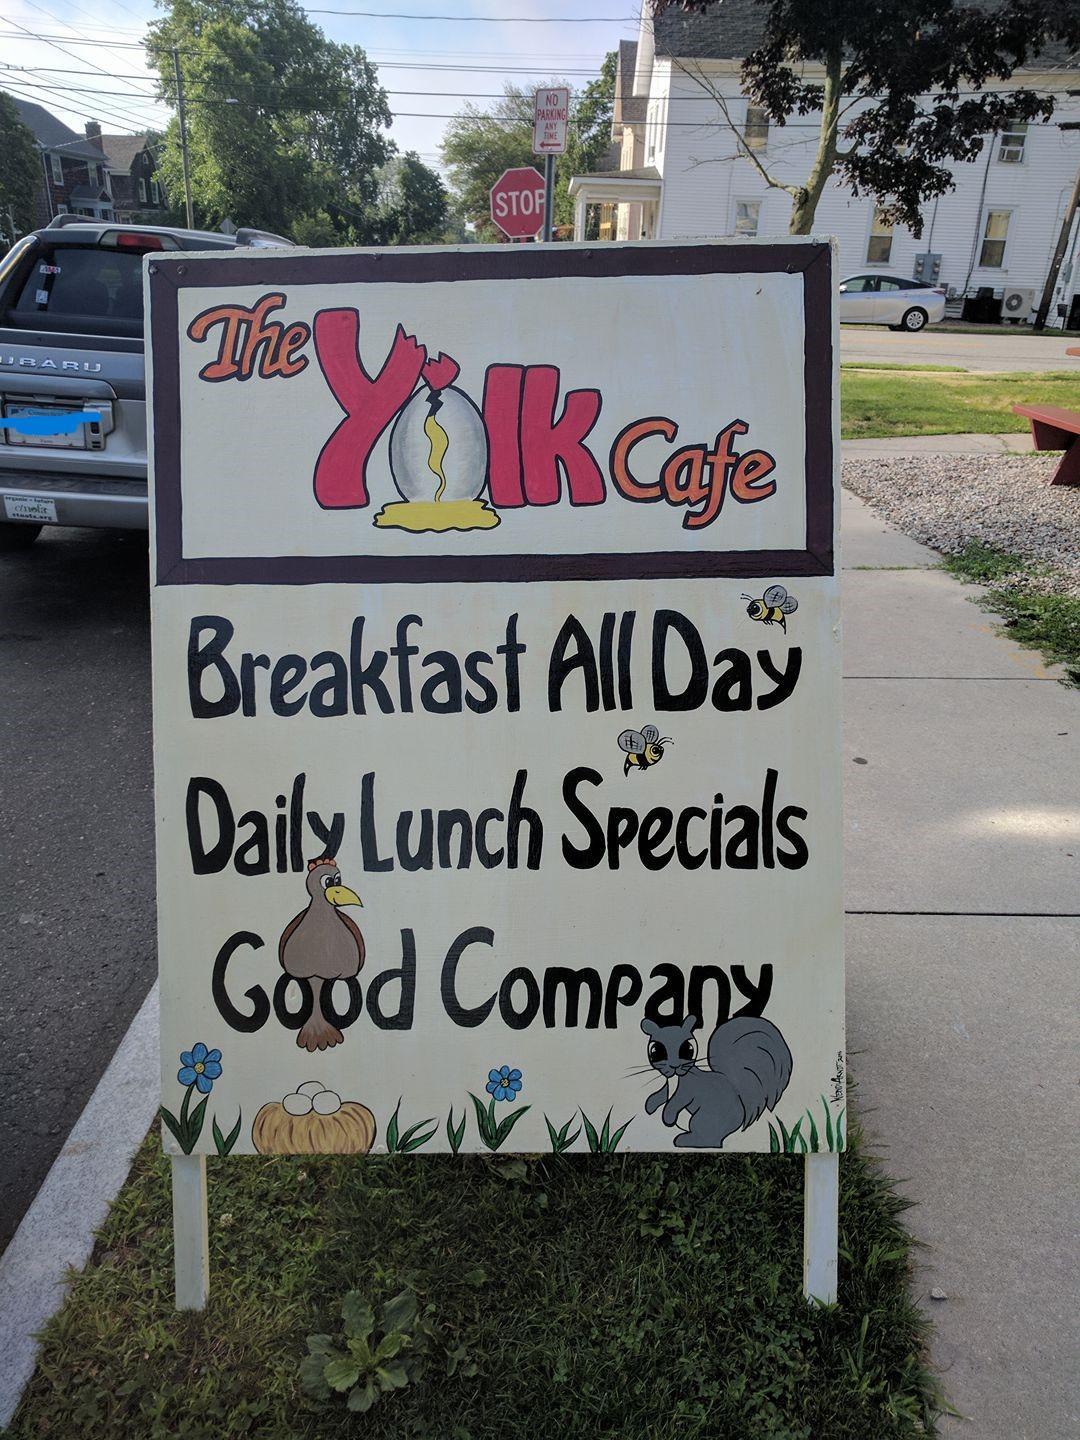 NO
PARKING
ANY
TIME
STOP
SUBARU
The Yolk Cafe
Breakfast All Day
Daily Lunch Specials
Good Company